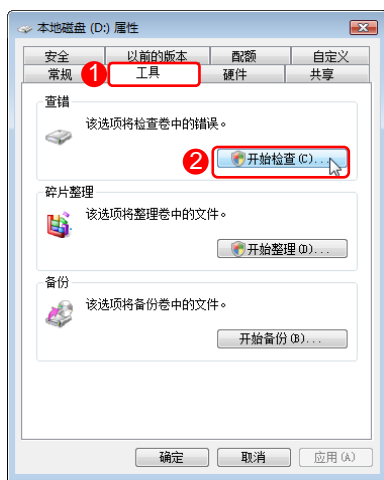 本地磁盘 (D:) 属性
安全 以前的版本 配额 自定义
常规 1 工具 硬件 共享
查错
该选项将检查卷中的错误。
2 开始检查(C)...
碎片整理
该选项将整理卷中的文件。
开始整理(D)...
备份
该选项将备份卷中的文件。
开始备份(B)...
确定 取消 应用(A)